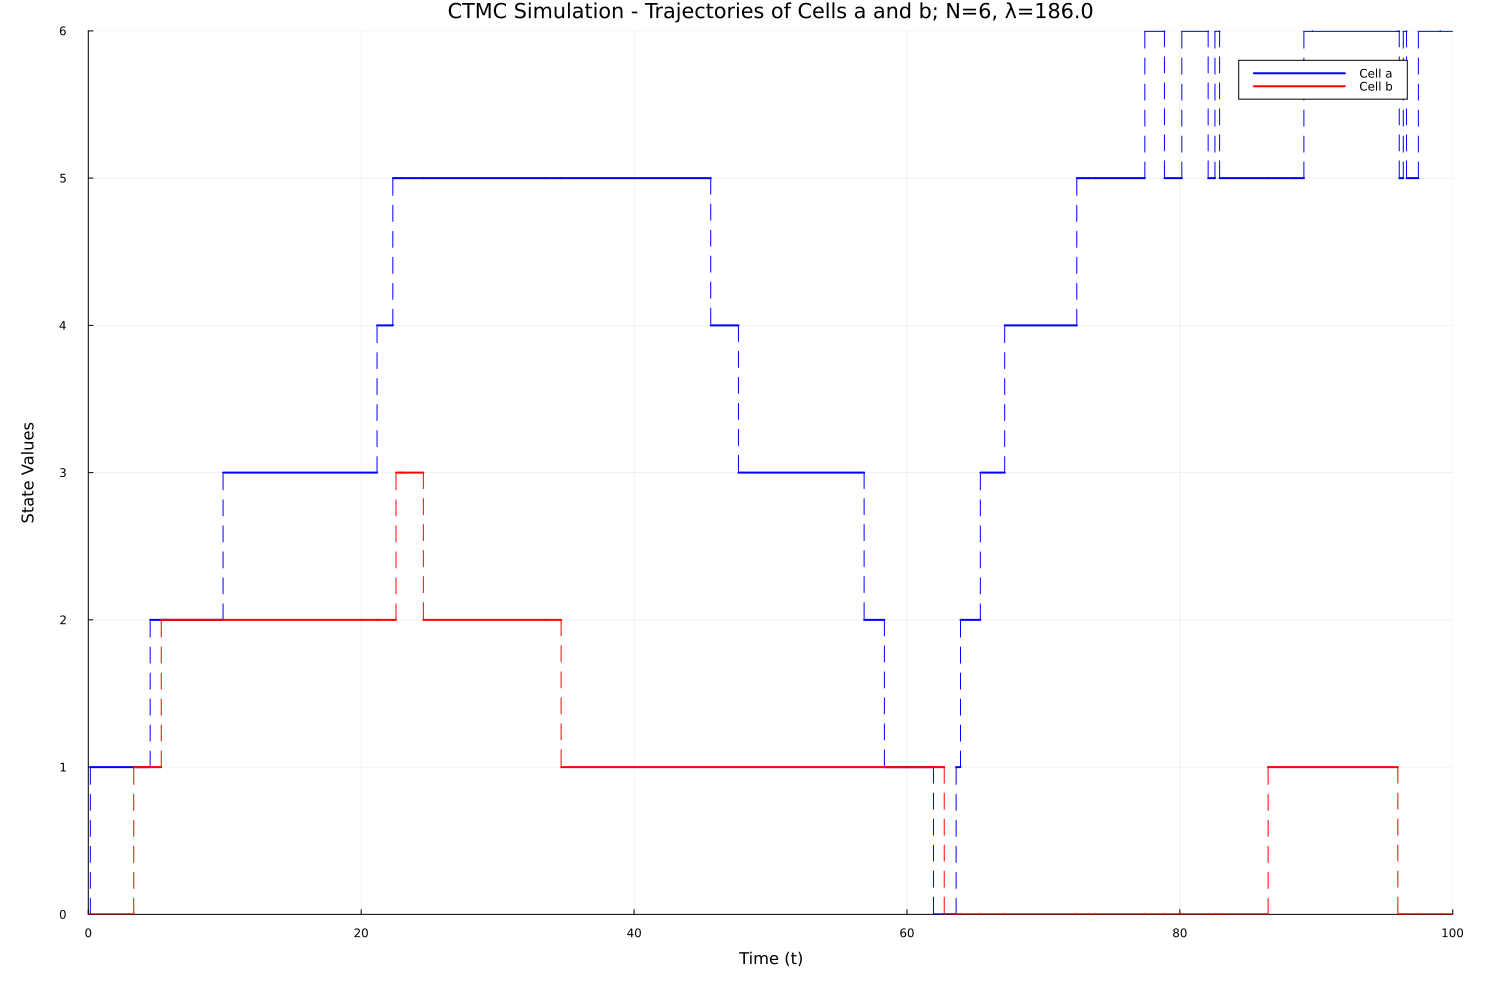 CTMC Simulation - Trajectories of Cells a and b; N=6, λ=186.0
6
Cell a
Cell b
5
4
State Values
3
2
1
0
0 20 40 60 80 100
Time (t)